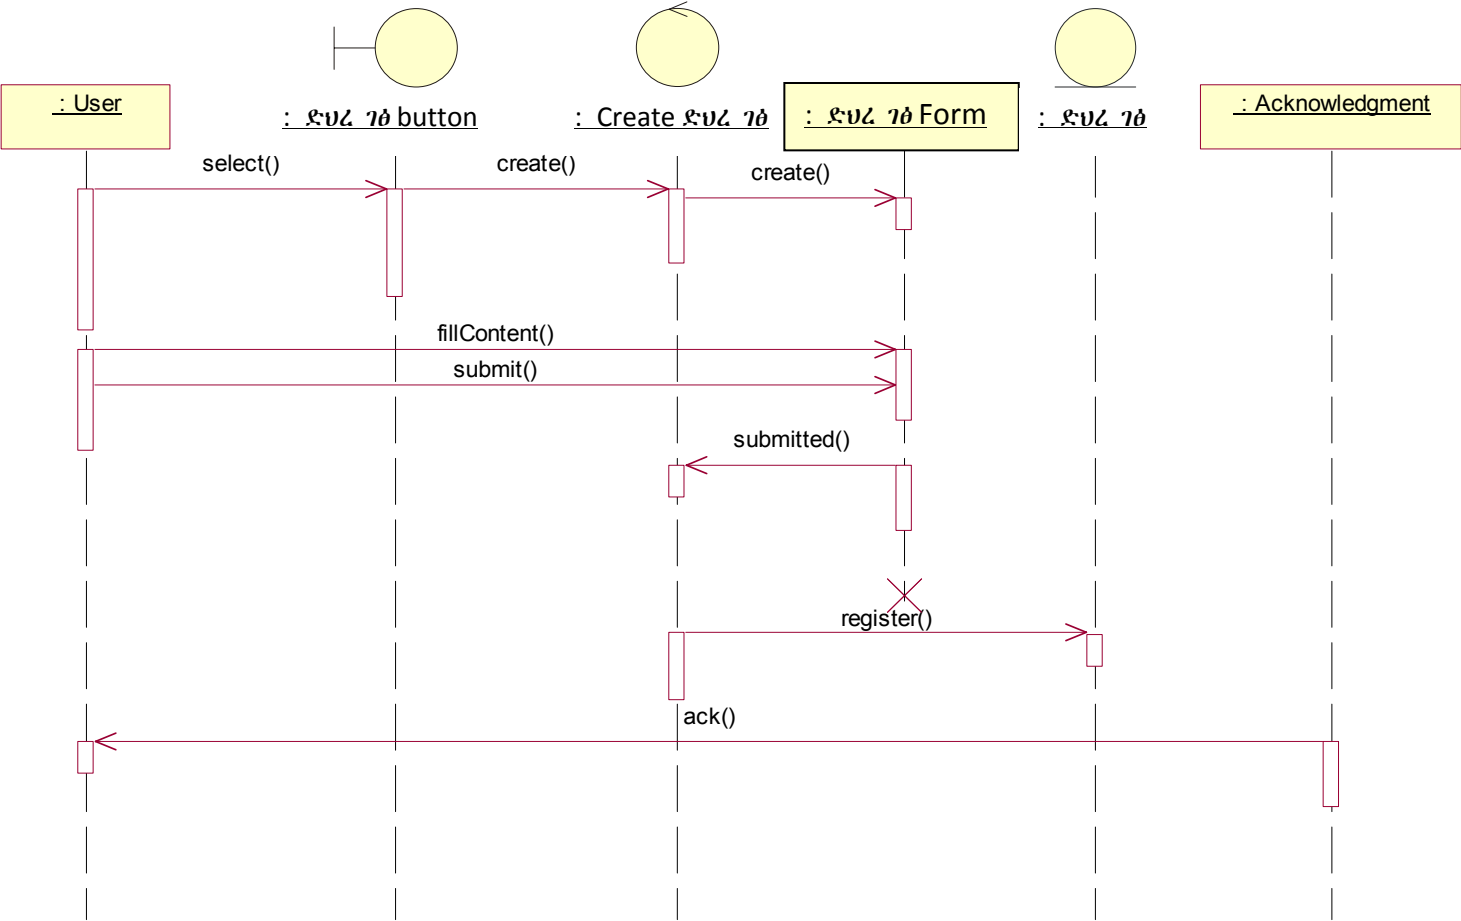 : User
: ድህረ ገፅ button
: Create ድህረ ገፅ
: ድህረ ገፅ Form
: ድህረ ገፅ
: Acknowledgment
select()
create()
create()
fillContent()
submit()
submitted()
register()
ack()